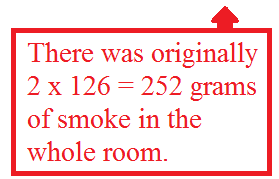 There was originally
2 x 126 = 252 grams
of smoke in the
whole room.